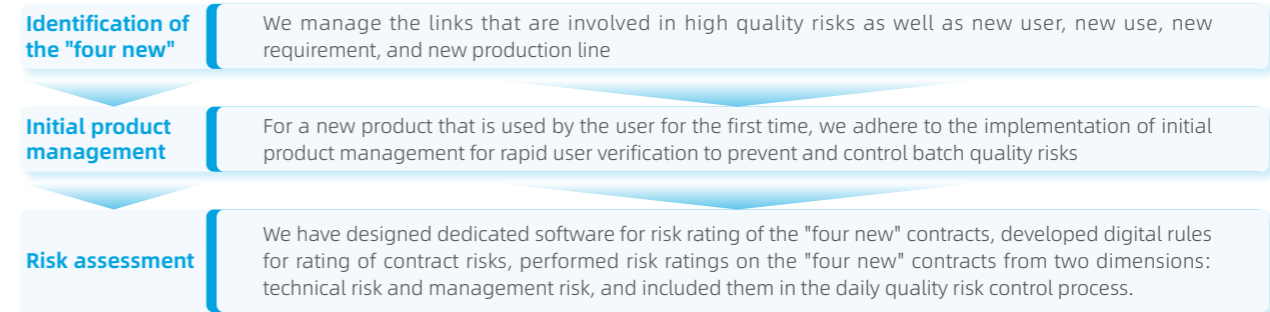 Identification of
the "four new"
We manage the links that are involved in high quality risks as well as new user, new use, new
requirement, and new production line
Initial product
management
For a new product that is used by the user for the first time, we adhere to the implementation of initial
product management for rapid user verification to prevent and control batch quality risks
Risk assessment
We have designed dedicated software for risk rating of the "four new" contracts, developed digital rules
for rating of contract risks, performed risk ratings on the "four new" contracts from two dimensions:
technical risk and management risk, and included them in the daily quality risk control process.